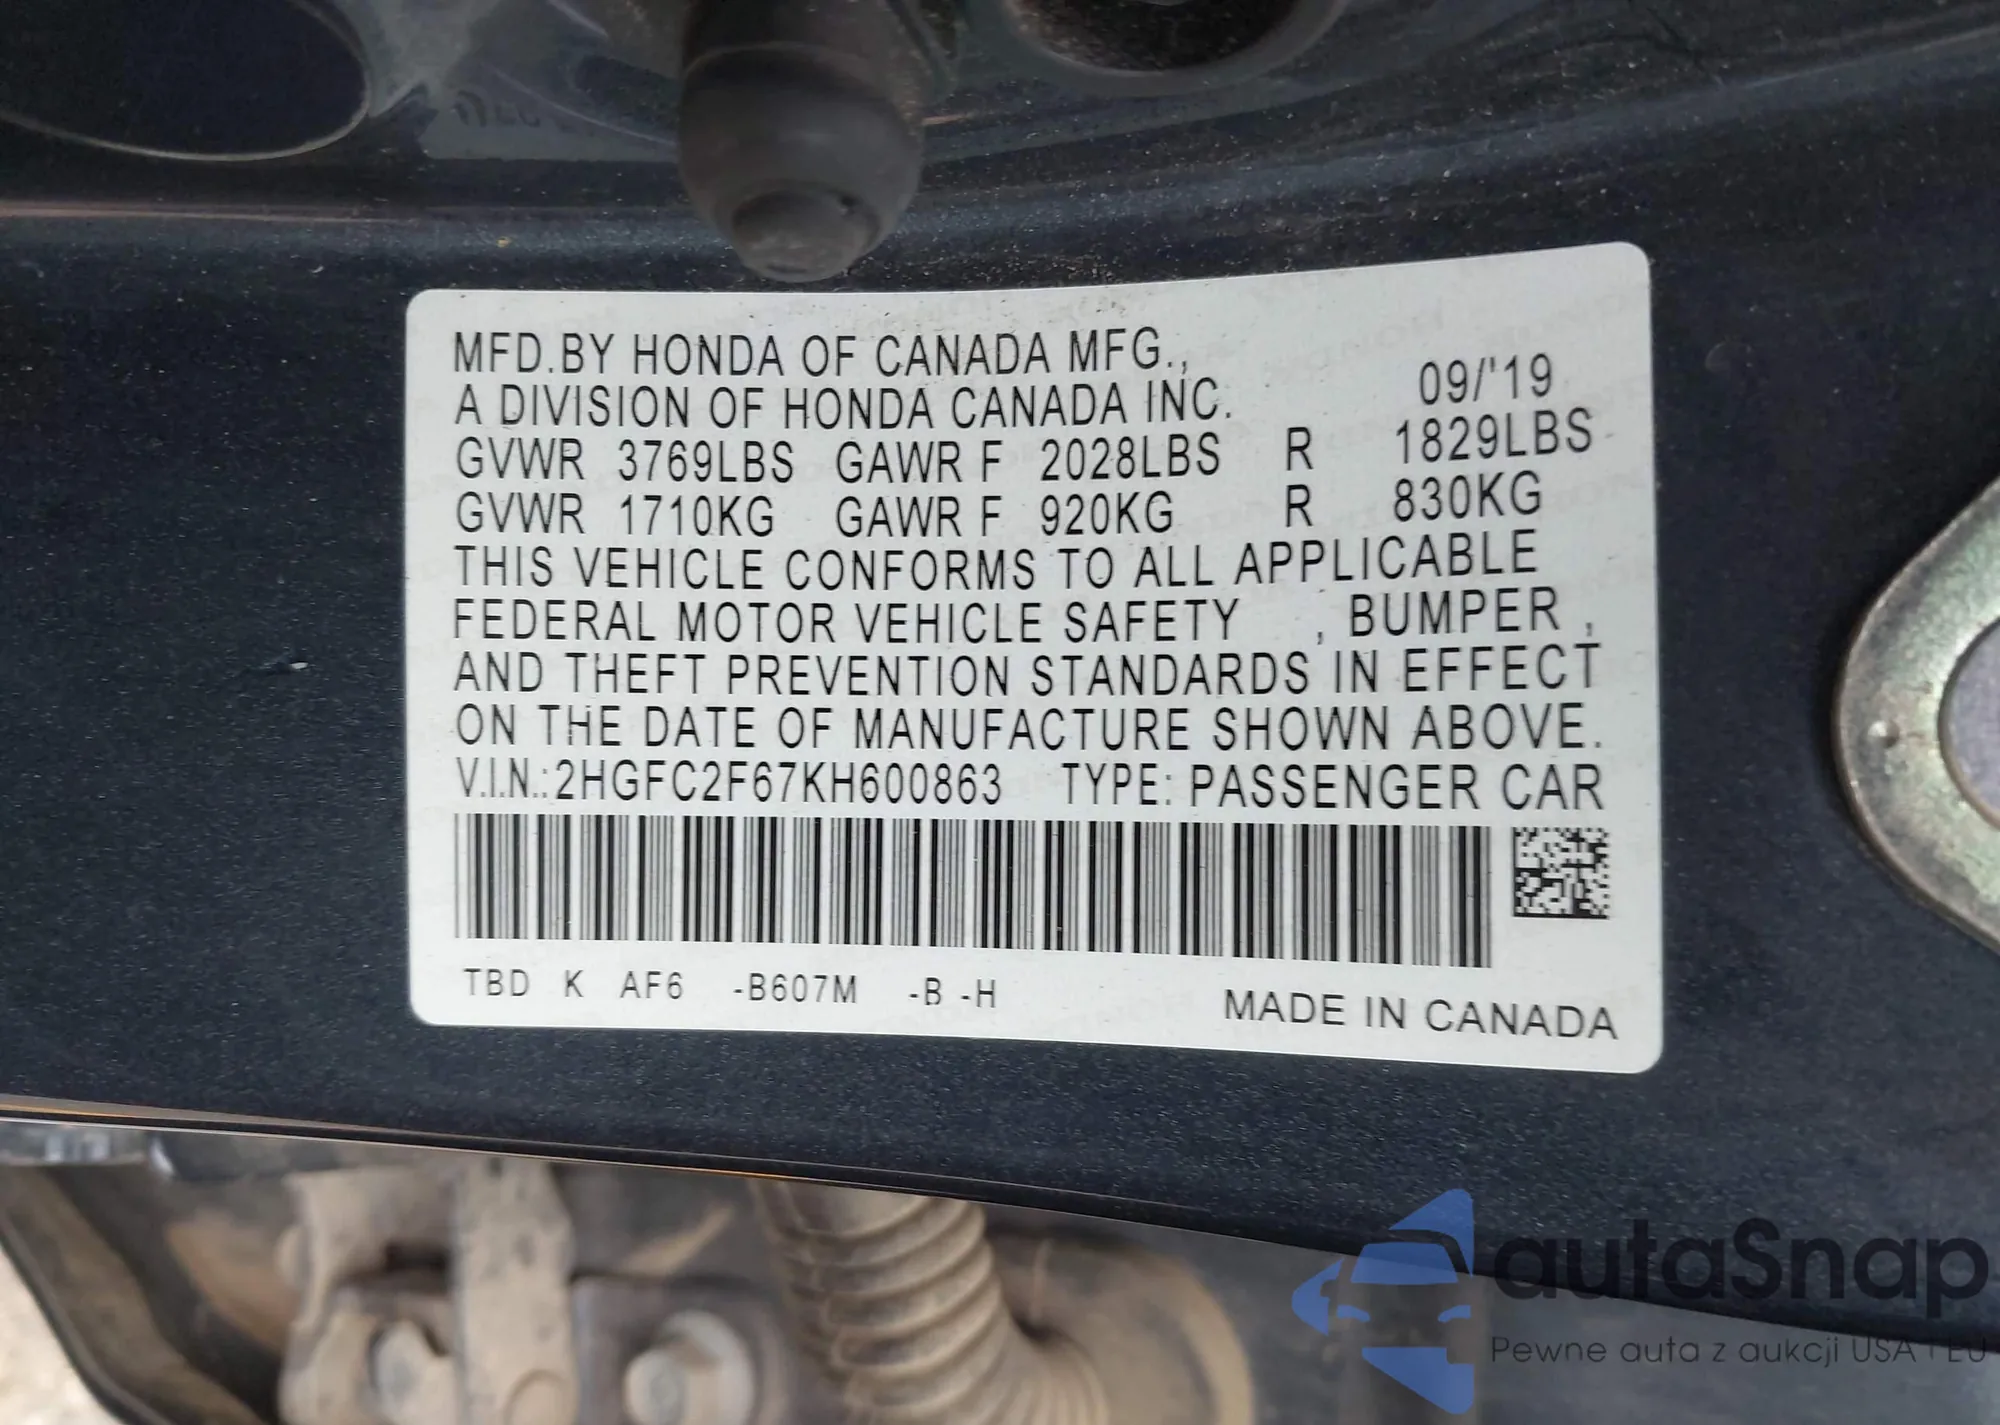 MFD.BY HONDA OF CANADA MFG.,
A DIVISION OF HONDA CANADA INC. 09/'19
GVWR 3769LBS GAWR F 2028LBS R 1829LBS
GVWR 1710KG GAWR F 920KG R 830KG
THIS VEHICLE CONFORMS TO ALL APPLICABLE
FEDERAL MOTOR VEHICLE SAFETY , BUMPER ,
AND THEFT PREVENTION STANDARDS IN EFFECT
ON THE DATE OF MANUFACTURE SHOWN ABOVE.
V.I.N.:2HGFC2F67KH600863 TYPE: PASSENGER CAR
TBD K AF6 -B607M -B -H
MADE IN CANADA
autaSnap
Pewne auta z aukcji USA i EU